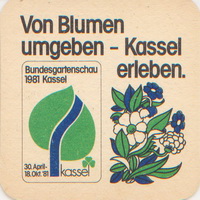 Von Blumen
umgeben – Kassel
erleben.
Bundesgartenschau
1981 Kassel
30. April-
18. Okt. '81
kassel